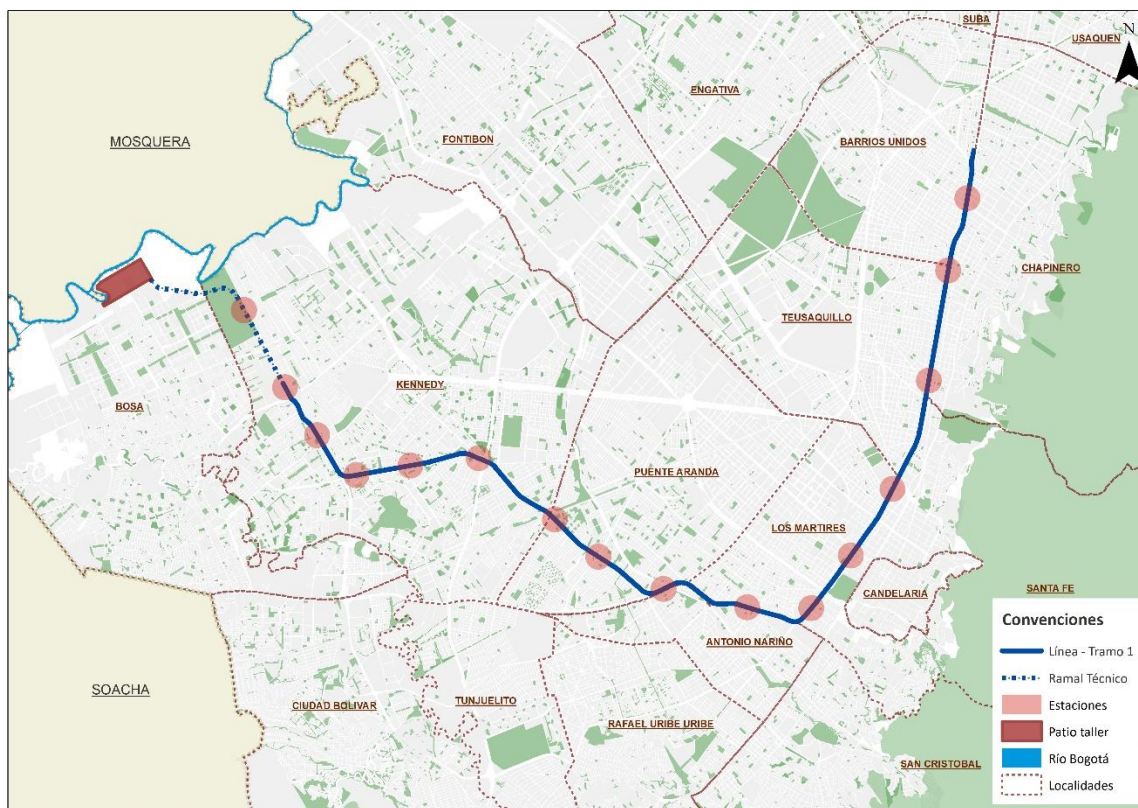 SUBA
N
USAQUEN
ENGATIVA
MOSQUERA
FONTIBON
BARRIOS UNIDOS
CHAPINERO
TEUSAQUILLO
KENNEDY
BOSA
PUENTE ARANDA
LOS MARTIRES
CANDELARIA
SANTA FE
ANTONIO NARIÑO
SOACHA
CIUDAD BOLIVAR
TUNJUELITO
RAFAEL URIBE URIBE
SAN CRISTOBAL
Convenciones
Línea - Tramo 1
Ramal Técnico
Estaciones
Patio taller
Río Bogotá
Localidades